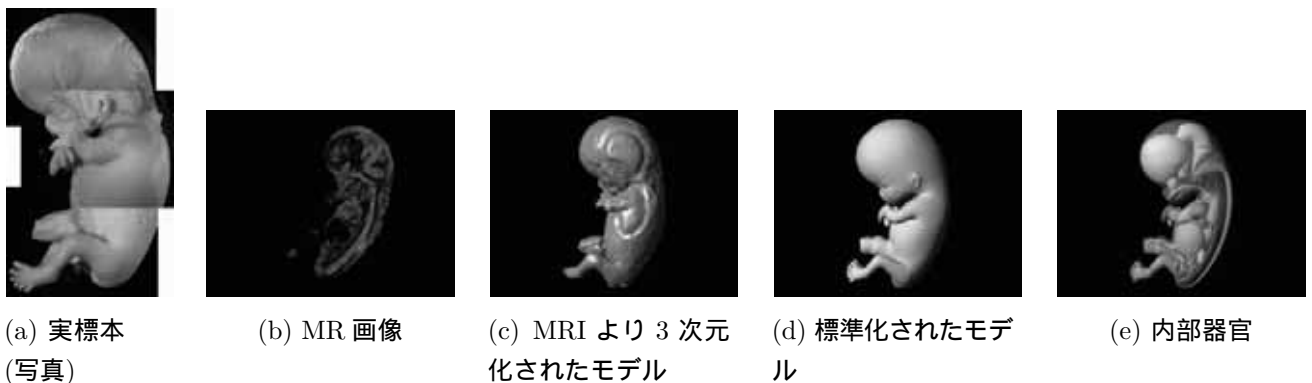 (a) 実標本
(写真)
(b) MR 画像
(c) MRI より 3 次元
化されたモデル
(d) 標準化されたモデ
ル
(e) 内部器官